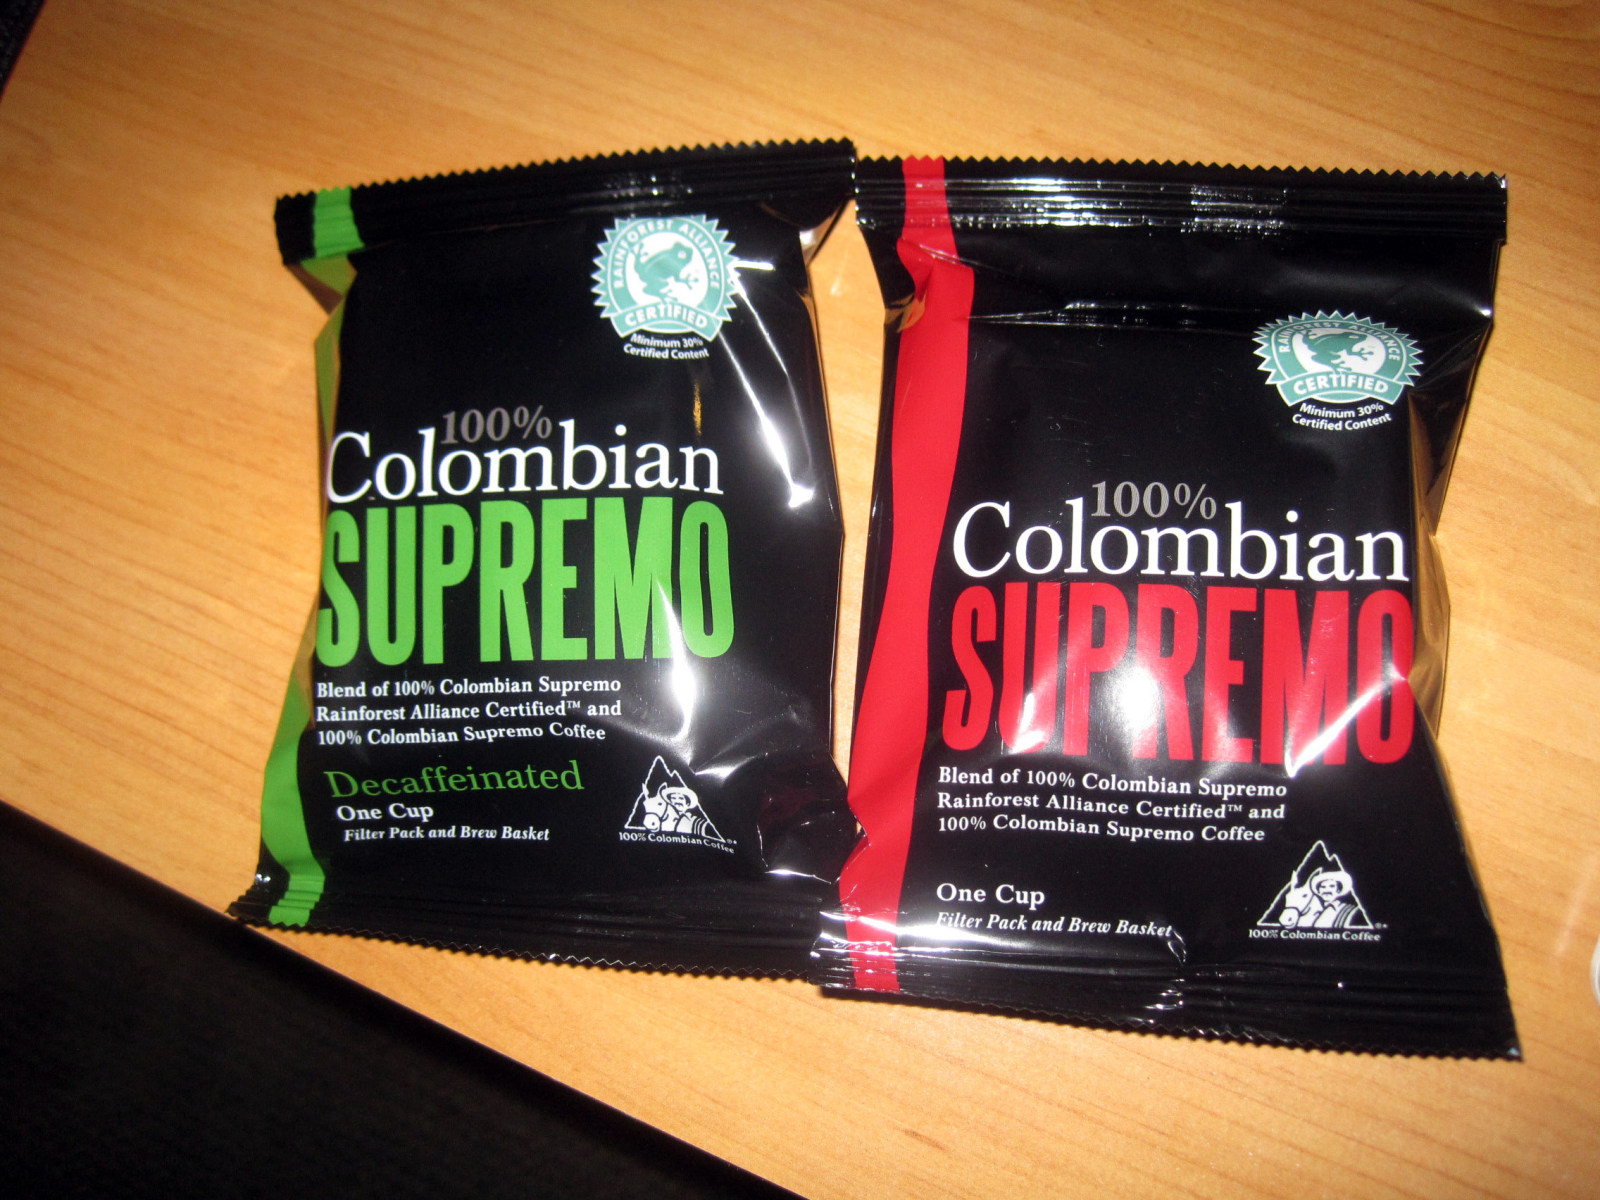 RAINFOREST ALLIANCE
CERTIFIED
Minimum 30%
Certified Content
100%
Colombian
SUPREMO
Blend of 100% Colombian Supremo
Rainforest Alliance Certified™ and
100% Colombian Supremo Coffee
Decaffeinated
One Cup
Filter Pack and Brew Basket
100% Colombian Coffee®
RAINFOREST ALLIANCE
CERTIFIED
Minimum 30%
Certified Content
100%
Colombian
SUPREMO
Blend of 100% Colombian Supremo
Rainforest Alliance Certified™ and
100% Colombian Supremo Coffee
One Cup
Filter Pack and Brew Basket
100% Colombian Coffee®